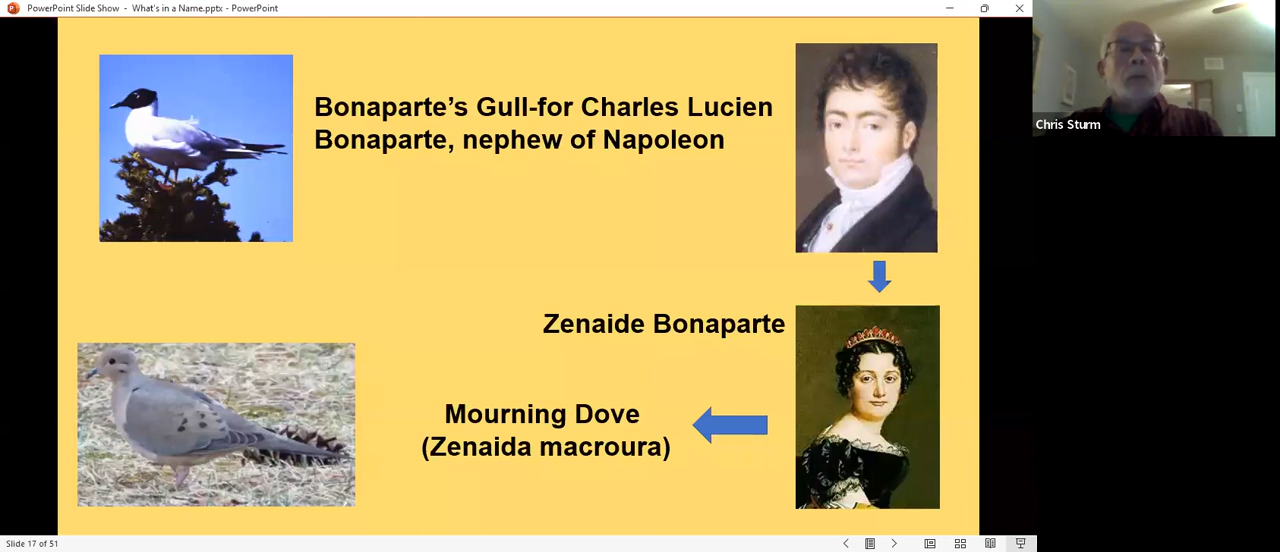 PowerPoint Slide Show - What's in a Name.pptx - PowerPoint
Bonaparte’s Gull-for Charles Lucien
Bonaparte, nephew of Napoleon
Chris Sturm
Zenaide Bonaparte
Mourning Dove
(Zenaida macroura)
Slide 17 of 51